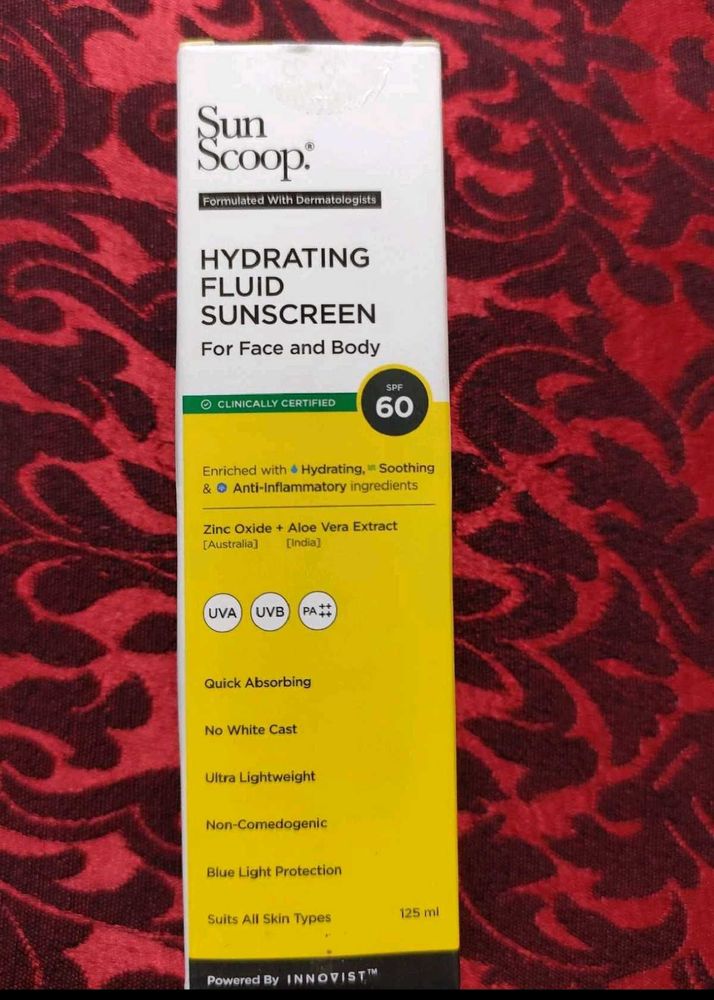 Sun
Scoop.®
Formulated With Dermatologists
HYDRATING
FLUID
SUNSCREEN
For Face and Body
CLINICALLY CERTIFIED
SPF
60
Enriched with Hydrating, Soothing
& Anti-Inflammatory ingredients
Zinc Oxide + Aloe Vera Extract
[Australia] [India]
UVA UVB PA++++
Quick Absorbing
No White Cast
Ultra Lightweight
Non-Comedogenic
Blue Light Protection
Suits All Skin Types 125 ml
Powered By INNOVIST™